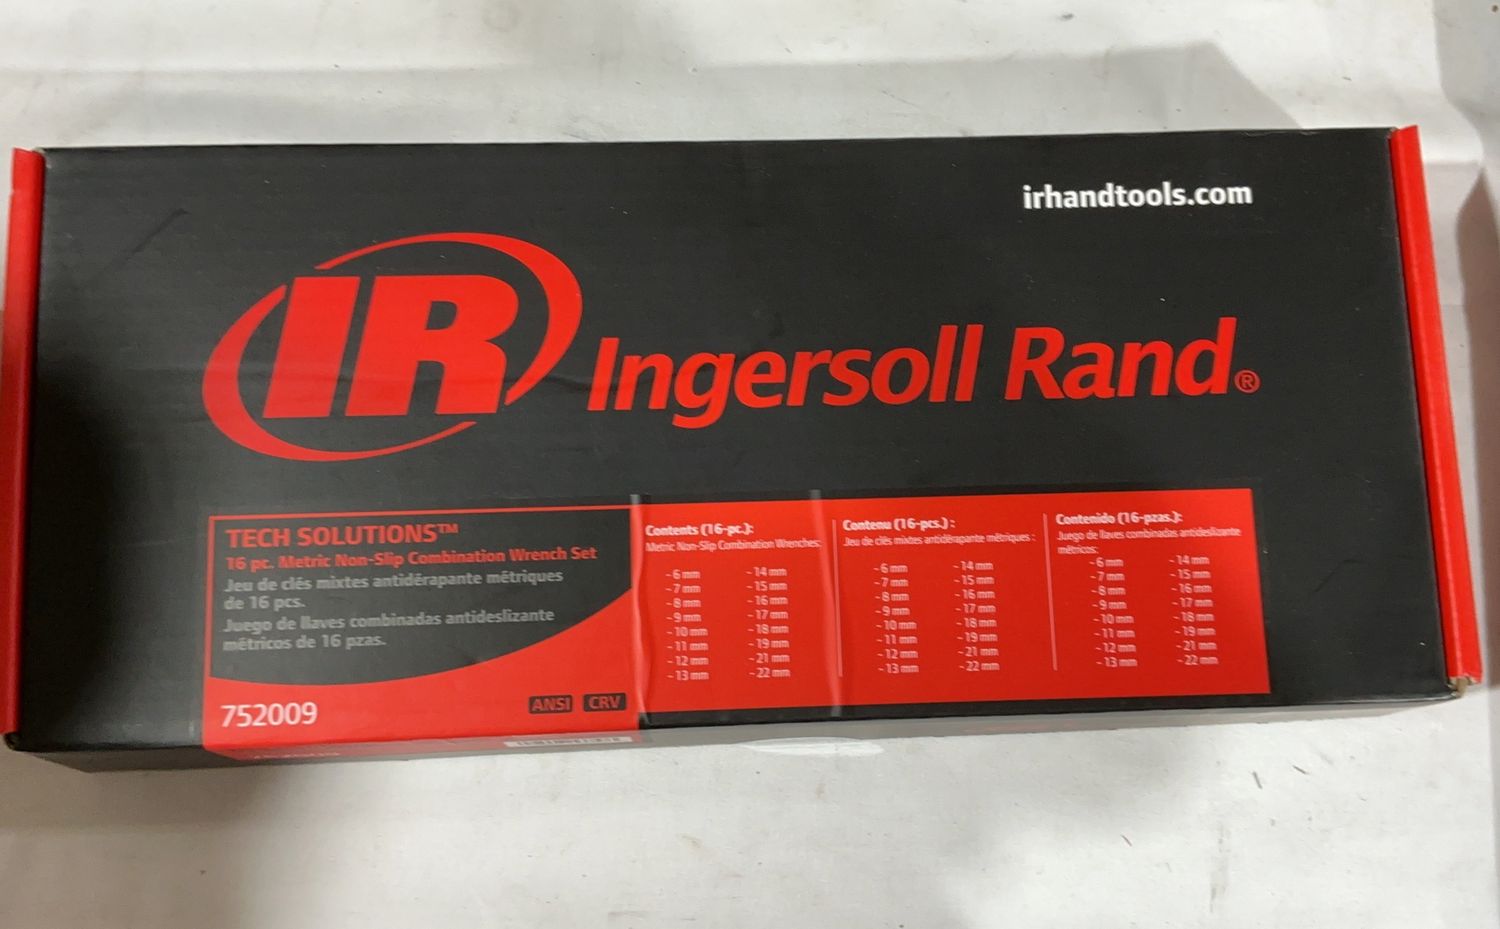 irhandtools.com
IR Ingersoll Rand®
TECH SOLUTIONS™
16 pc. Metric Non-Slip Combination Wrench Set
Jeu de clés mixtes antidérapante métriques
de 16 pcs.
Juego de llaves combinadas antideslizante
métricos de 16 pzas.
752009
ANSI CRV
Contents (16-pc.):
Metric Non-Slip Combination Wrenches:
- 6 mm
- 7 mm
- 8 mm
- 9 mm
- 10 mm
- 11 mm
- 12 mm
- 13 mm
- 14 mm
- 15 mm
- 16 mm
- 17 mm
- 18 mm
- 19 mm
- 21 mm
- 22 mm
Contenu (16-pcs.) :
Jeu de clés mixtes antidérapante métriques :
- 6 mm
- 7 mm
- 8 mm
- 9 mm
- 10 mm
- 11 mm
- 12 mm
- 13 mm
- 14 mm
- 15 mm
- 16 mm
- 17 mm
- 18 mm
- 19 mm
- 21 mm
- 22 mm
Contenido (16-pzas.):
Juego de llaves combinadas antideslizante
métricos:
- 6 mm
- 7 mm
- 8 mm
- 9 mm
- 10 mm
- 11 mm
- 12 mm
- 13 mm
- 14 mm
- 15 mm
- 16 mm
- 17 mm
- 18 mm
- 19 mm
- 21 mm
- 22 mm